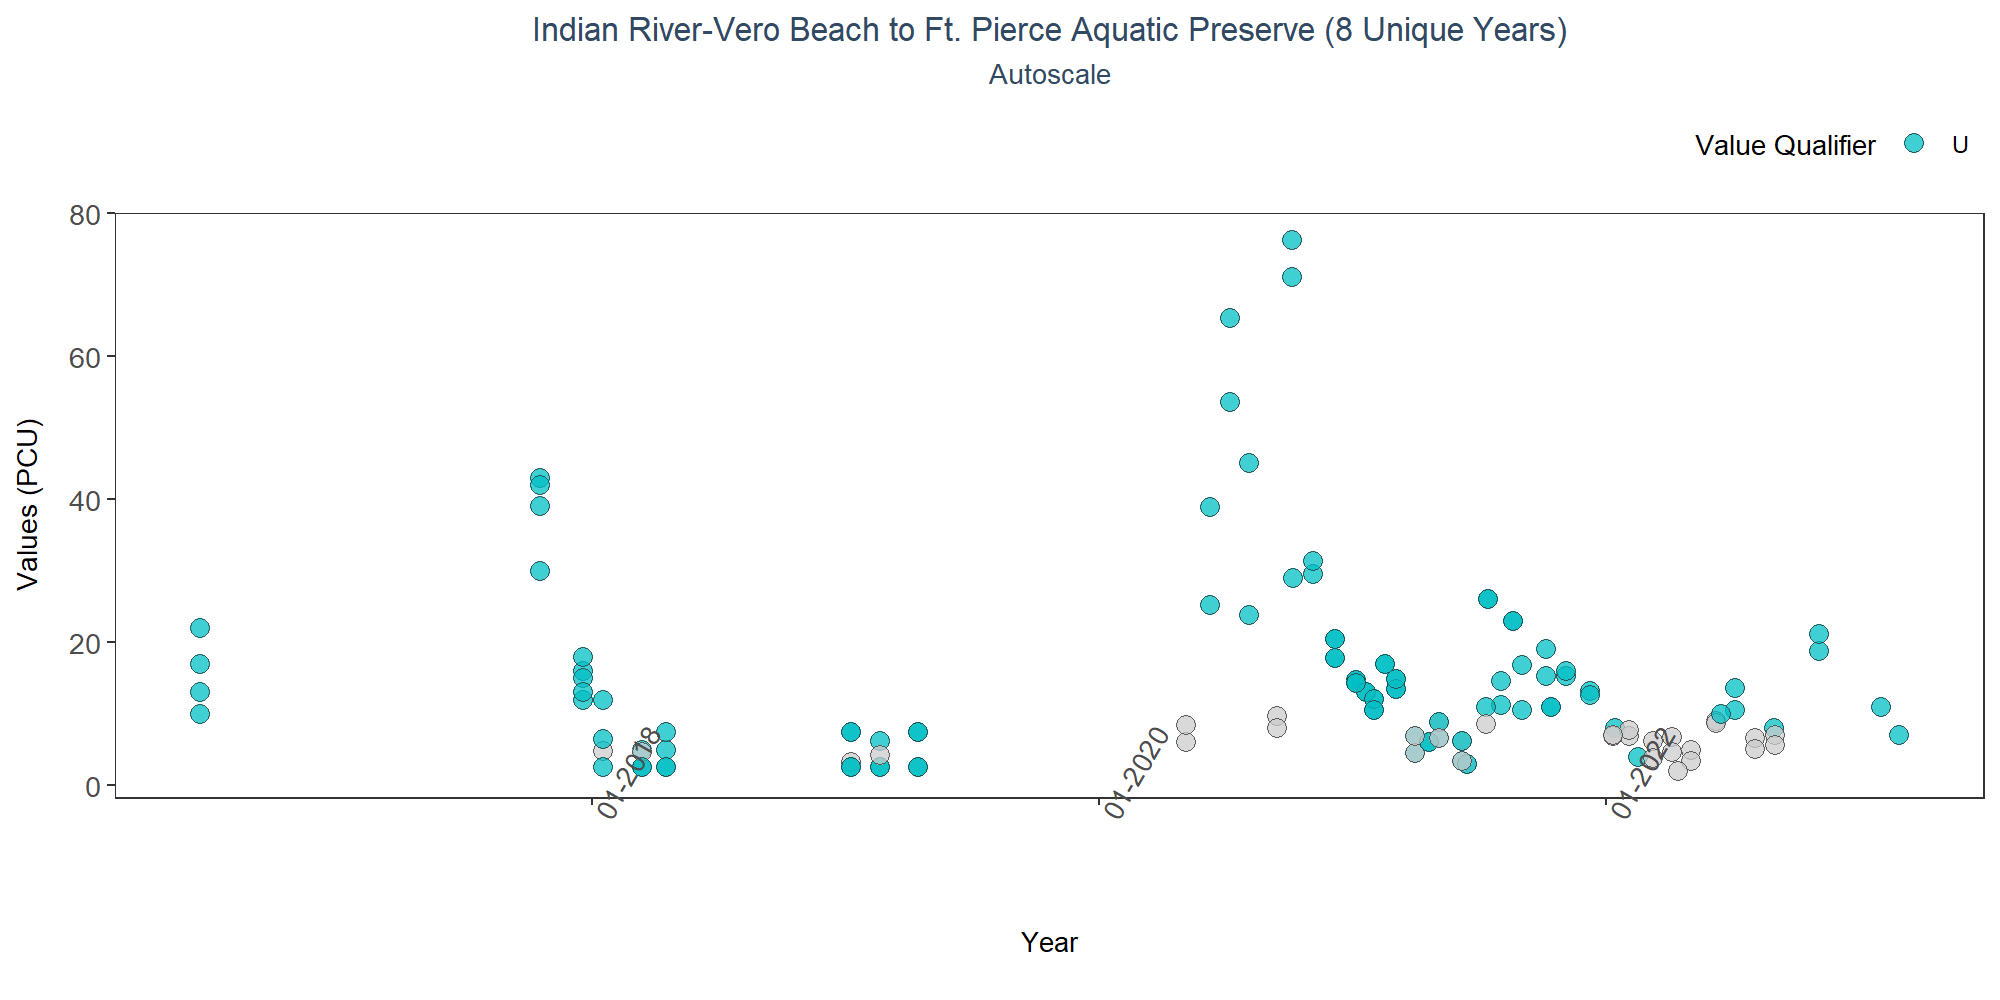 Indian River-Vero Beach to Ft. Pierce Aquatic Preserve (8 Unique Years)
Autoscale
Value Qualifier U
80
60
40
20
0
Values (PCU)
01-2018
01-2020
01-2022
Year